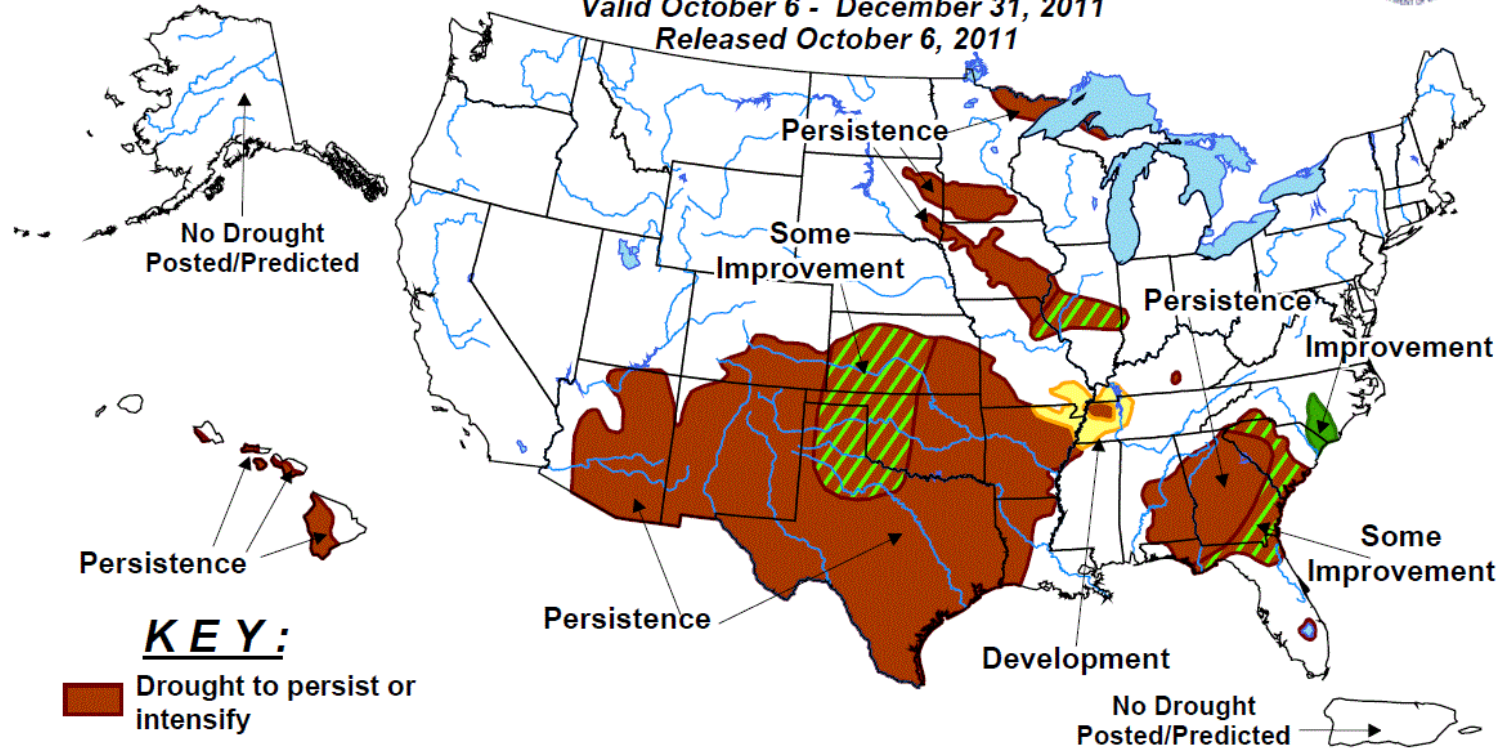 Valid October 6 - December 31, 2011
Released October 6, 2011
No Drought
Posted/Predicted
Persistence
Some
Improvement
Persistence
Improvement
Persistence
Some
Improvement
Persistence
Development
No Drought
Posted/Predicted
KEY:
Drought to persist or
intensify